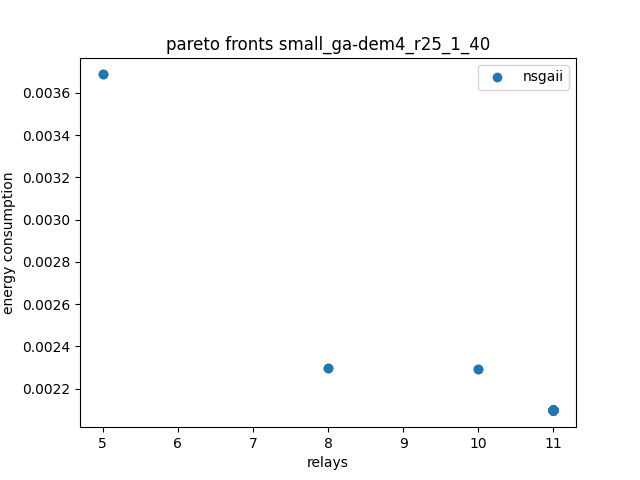 pareto fronts small_ga-dem4_r25_1_40
nsgaii
energy consumption
0.0036
0.0034
0.0032
0.0030
0.0028
0.0026
0.0024
0.0022
5 6 7 8 9 10 11
relays